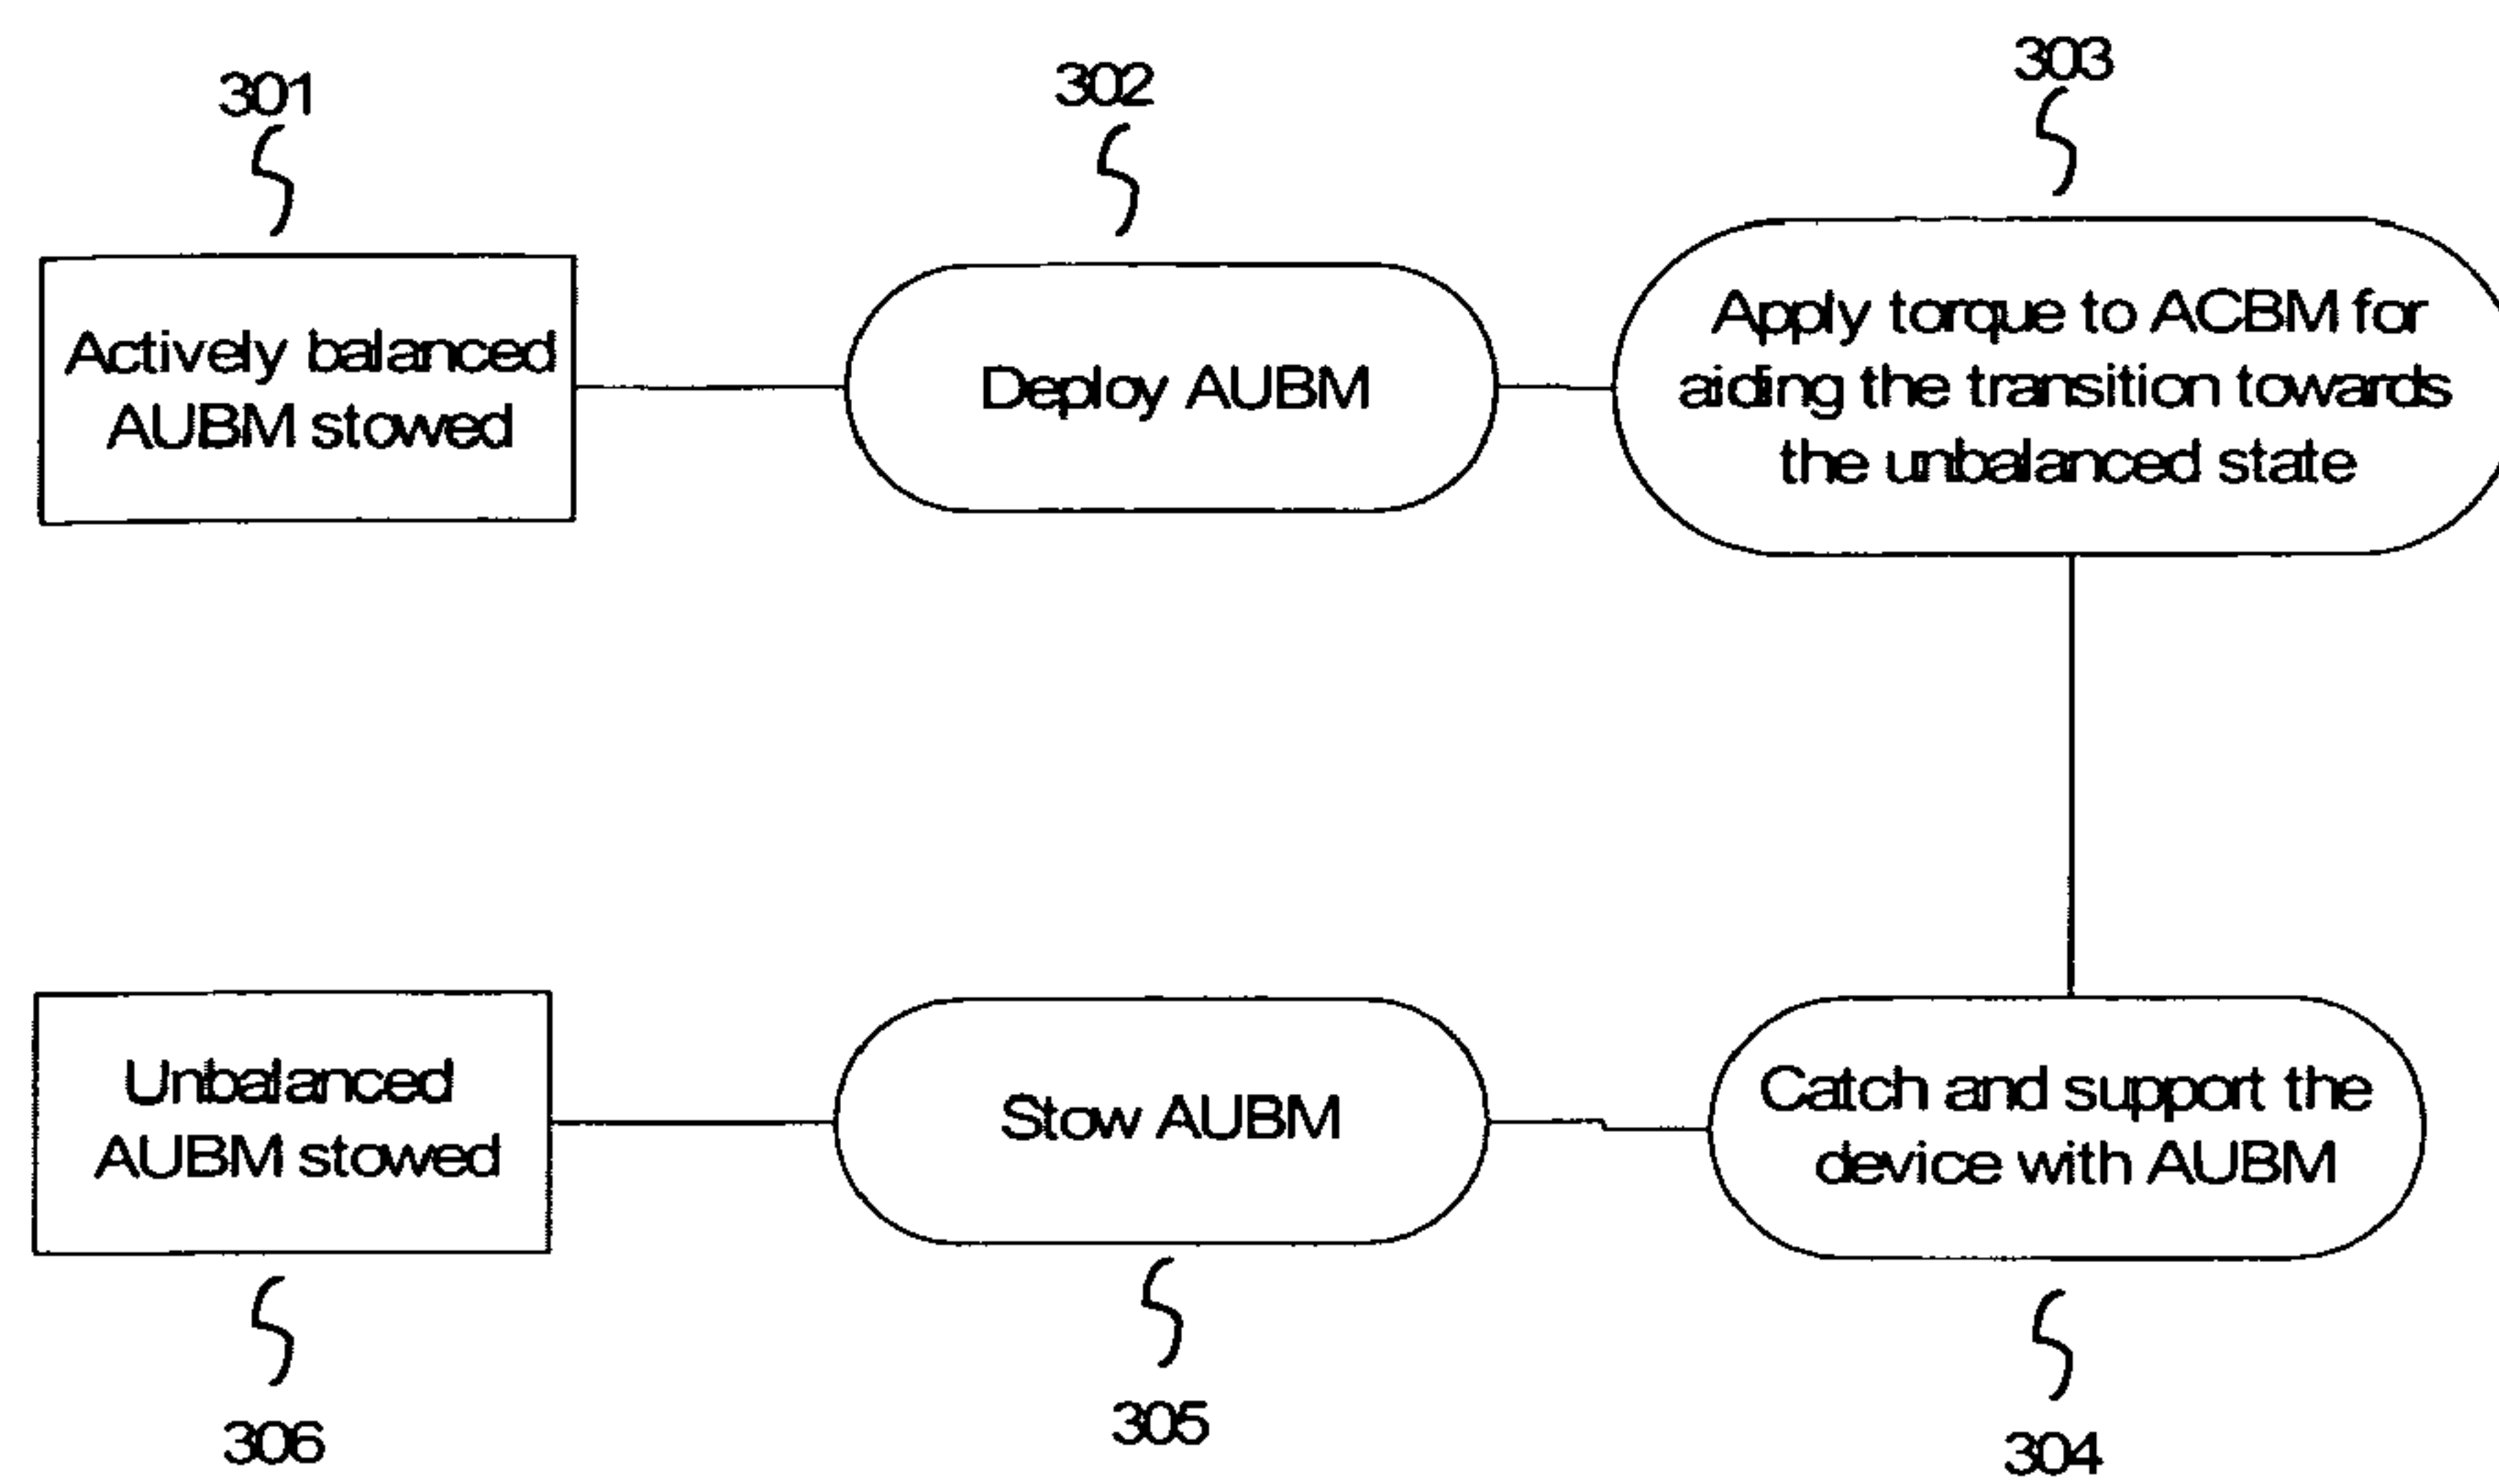 301
302
303
Actively balanced
AUBM stowed
Deploy AUBM
Apply torque to ACBM for
aiding the transition towards
the unbalanced state
Unbalanced
AUBM stowed
Stow AUBM
Catch and support the
device with AUBM
306
305
304